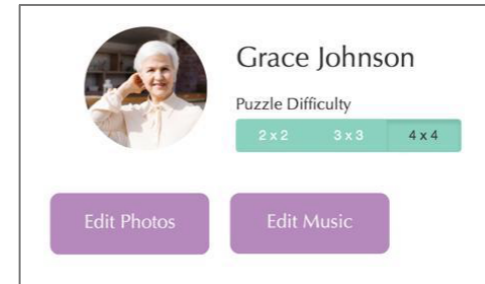 Grace Johnson
Puzzle Difficulty
2 x 2 3 x 3 4 x 4
Edit Photos Edit Music